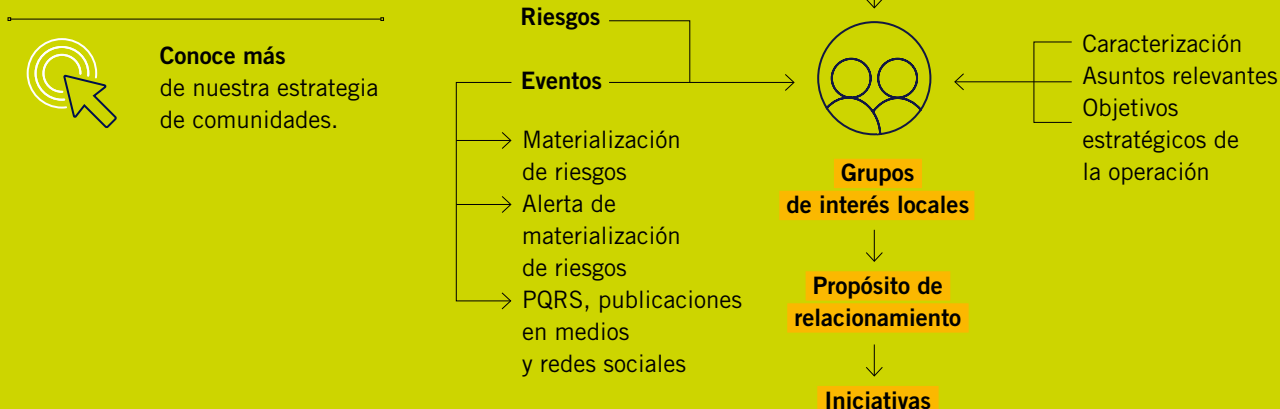 Conoce más
de nuestra estrategia
de comunidades.
Riesgos
Eventos
Materialización
de riesgos
Alerta de
materialización
de riesgos
PQRS, publicaciones
en medios
y redes sociales
Grupos
de interés locales
Propósito de
relacionamiento
Iniciativas
Caracterización
Asuntos relevantes
Objetivos
estratégicos de
la operación